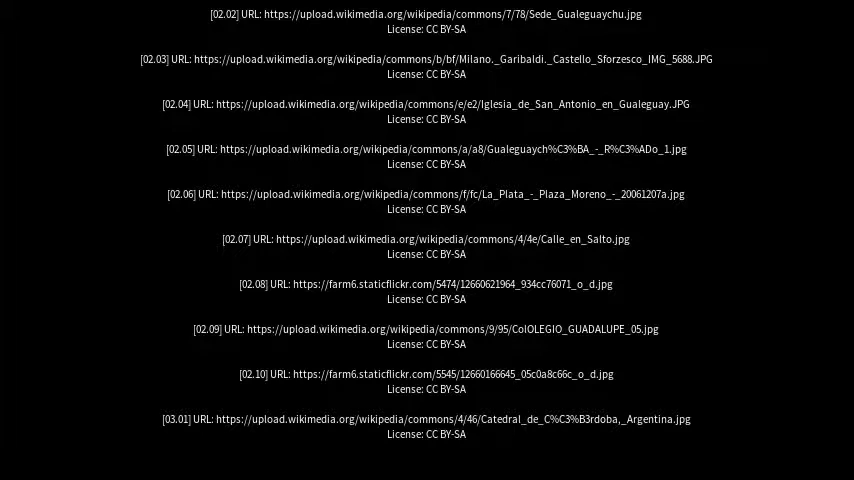 [02.02] URL: https://upload.wikimedia.org/wikipedia/commons/7/78/Sede_Gualeguaychu.jpg
License: CC BY-SA
[02.03] URL: https://upload.wikimedia.org/wikipedia/commons/b/bf/Milano._Garibaldi._Castello_Sforzesco_IMG_5688.JPG
License: CC BY-SA
[02.04] URL: https://upload.wikimedia.org/wikipedia/commons/e/e2/Iglesia_de_San_Antonio_en_Gualeguay.JPG
License: CC BY-SA
[02.05] URL: https://upload.wikimedia.org/wikipedia/commons/a/a8/Gualeguaych%C3%BA_-_R%C3%ADo_1.jpg
License: CC BY-SA
[02.06] URL: https://upload.wikimedia.org/wikipedia/commons/f/fc/La_Plata_-_Plaza_Moreno_-_20061207a.jpg
License: CC BY-SA
[02.07] URL: https://upload.wikimedia.org/wikipedia/commons/4/4e/Calle_en_Salto.jpg
License: CC BY-SA
[02.08] URL: https://farm6.staticflickr.com/5474/12660621964_934cc76071_o_d.jpg
License: CC BY-SA
[02.09] URL: https://upload.wikimedia.org/wikipedia/commons/9/95/ColOLEGIO_GUADALUPE_05.jpg
License: CC BY-SA
[02.10] URL: https://farm6.staticflickr.com/5545/12660166645_05c0a8c66c_o_d.jpg
License: CC BY-SA
[03.01] URL: https://upload.wikimedia.org/wikipedia/commons/4/46/Catedral_de_C%C3%B3rdoba,_Argentina.jpg
License: CC BY-SA